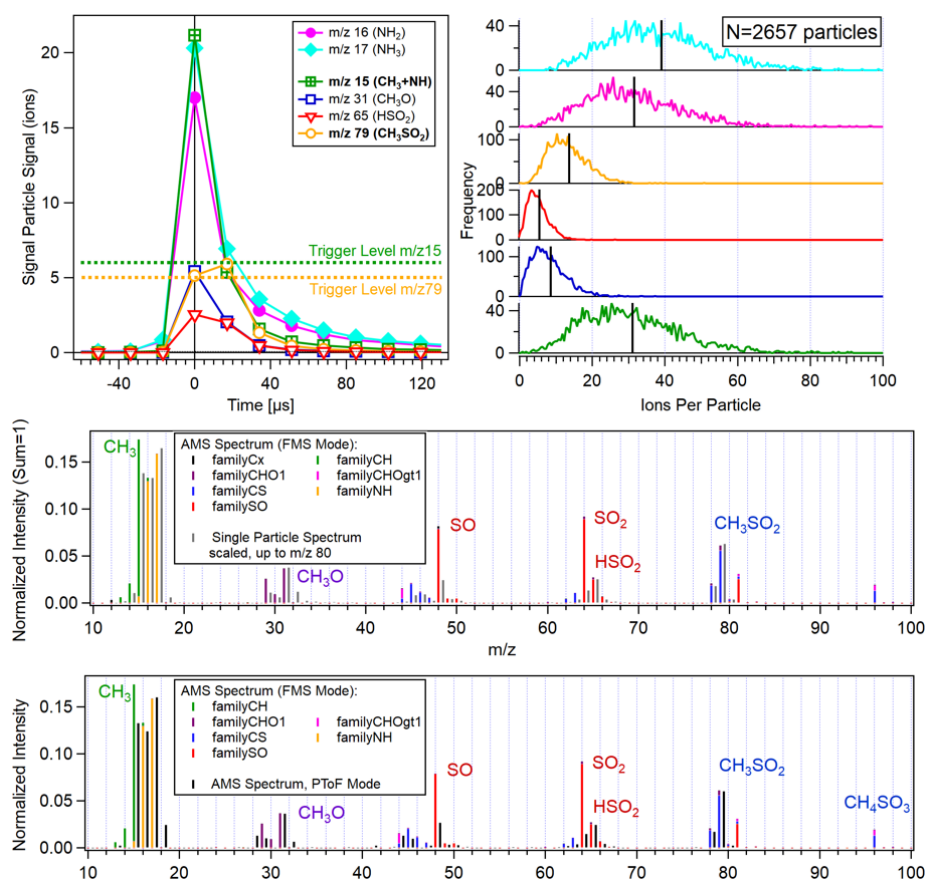 20
15
10
5
0
Signal Particle Signal (ions)
m/z 16 (NH2)
m/z 17 (NH3)
m/z 15 (CH3+NH)
m/z 31 (CH3O)
m/z 65 (HSO2)
m/z 79 (CH3SO2)
Trigger Level m/z15
Trigger Level m/z79
-40 0 40 80 120
Time [µs]
N=2657 particles
Frequency
40
0
40
0
100
0
200
100
0
100
0
40
0
0 20 40 60 80 100
Ions Per Particle
Normalized Intensity (Sum=1)
0.15
0.10
0.05
0.00
CH3
AMS Spectrum (FMS Mode):
familyCx familyCH
familyCHO1 familyCHOgt1
familyCS familyNH
familySO
Single Particle Spectrum
scaled, up to m/z 80
CH3O
SO
SO2
HSO2
CH3SO2
10 20 30 40 50 60 70 80 90 100
m/z
Normalized Intensity
0.15
0.10
0.05
0.00
CH3
AMS Spectrum (FMS Mode):
familyCH
familyCHO1 familyCHOgt1
familyCS familyNH
familySO
AMS Spectrum, PToF Mode
CH3O
SO
SO2
HSO2
CH3SO2
CH4SO3
10 20 30 40 50 60 70 80 90 100